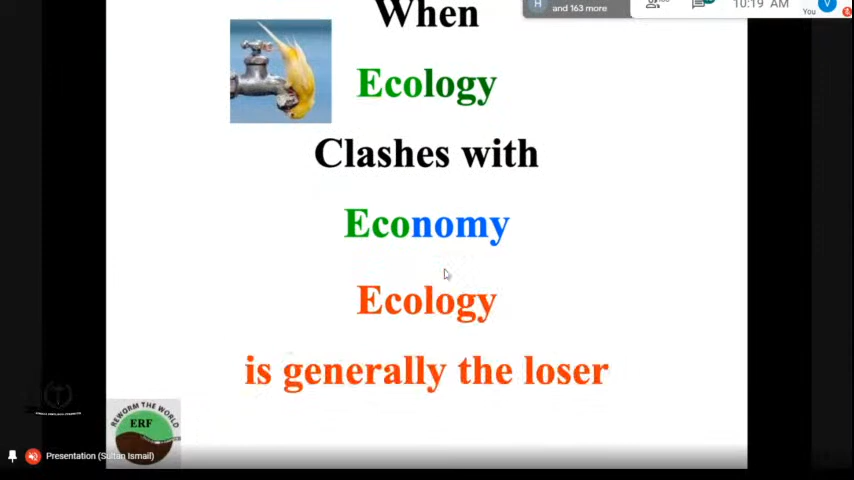 When
H
and 163 more
10:19 AM
You
V
Ecology
Clashes with
Economy
Ecology
is generally the loser
REWORM THE WORLD
ERF
Presentation (Sultan Ismail)